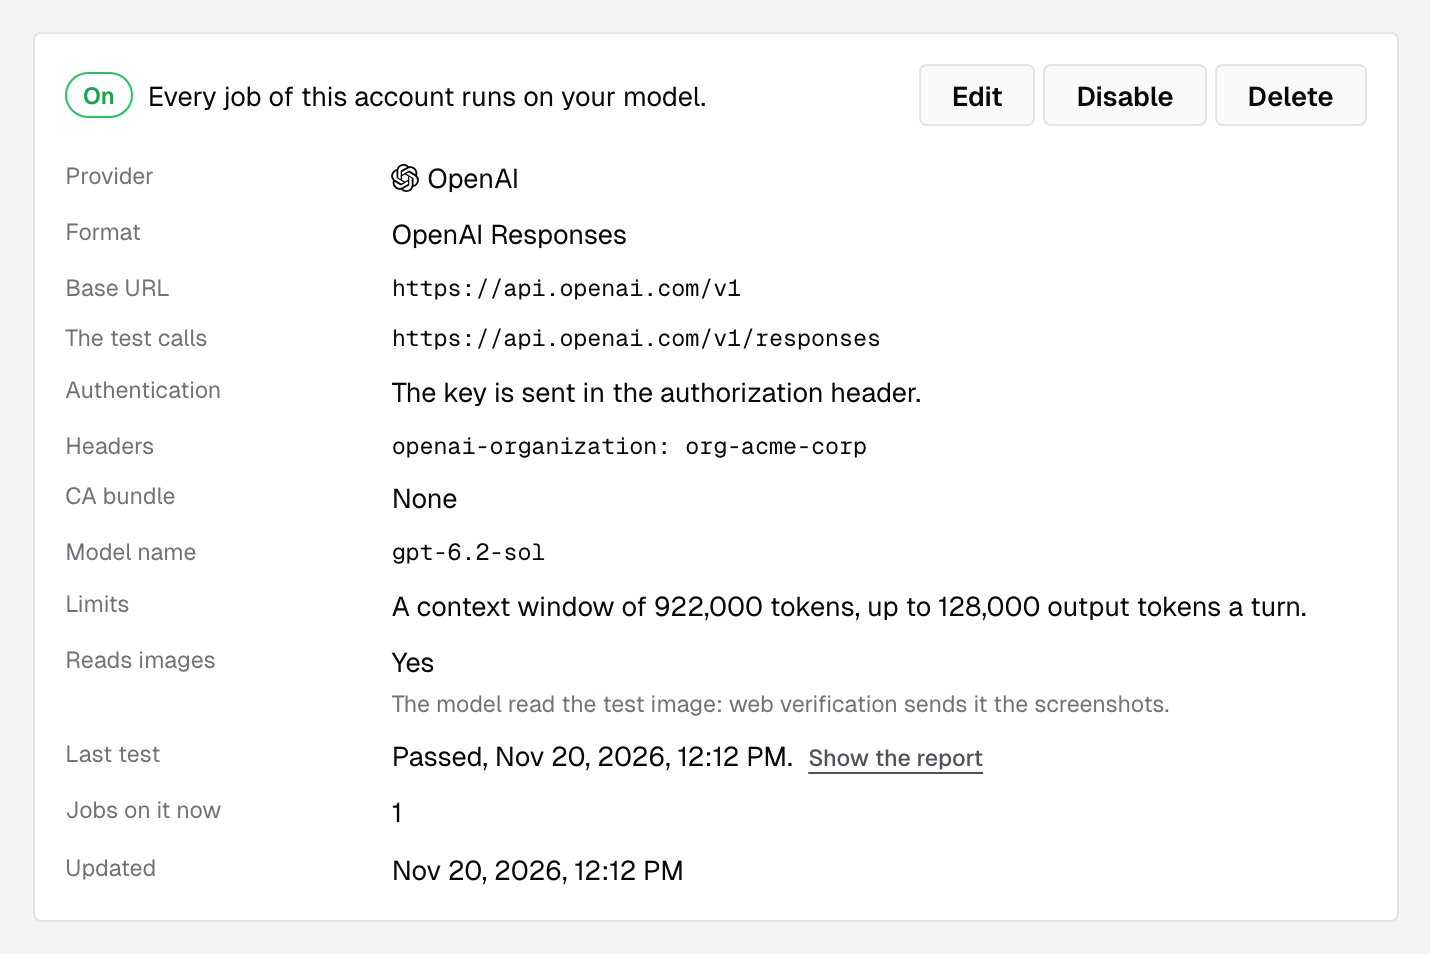 On Every job of this account runs on your model. Edit Disable Delete
Provider OpenAI
Format OpenAI Responses
Base URL https://api.openai.com/v1
The test calls https://api.openai.com/v1/responses
Authentication The key is sent in the authorization header.
Headers openai-organization: org-acme-corp
CA bundle None
Model name gpt-6.2-sol
Limits A context window of 922,000 tokens, up to 128,000 output tokens a turn.
Reads images Yes
The model read the test image: web verification sends it the screenshots.
Last test Passed, Nov 20, 2026, 12:12 PM. Show the report
Jobs on it now 1
Updated Nov 20, 2026, 12:12 PM